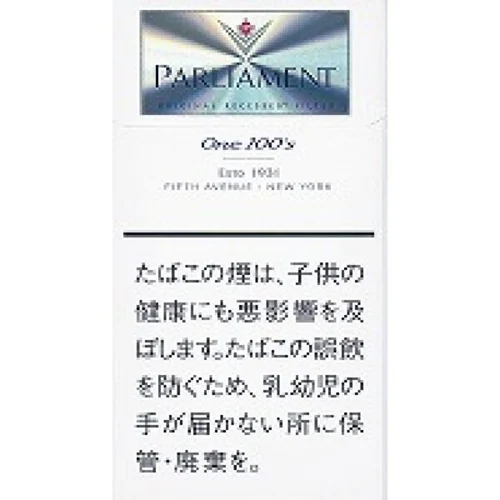 PARLIAMENT
ORIGINAL RECESSED FILTER
One 100's
Estd 1931
FIFTH AVENUE · NEW YORK
たばこの煙は、子供の
健康にも悪影響を及
ぼします。たばこの誤飲
を防ぐため、乳幼児の
手が届かない所に保
管・廃棄を。